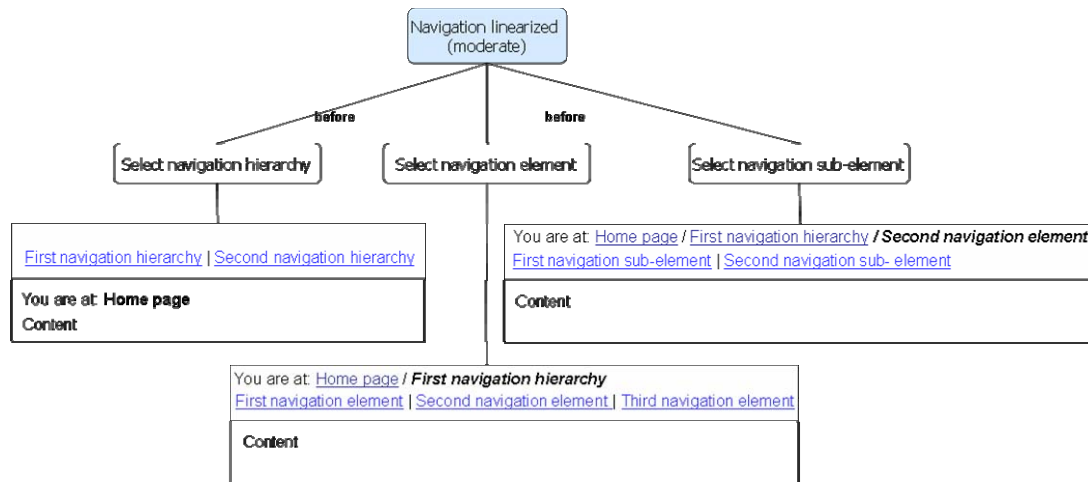 Navigation linearized
(moderate)
before
before
Select navigation hierarchy
Select navigation element
Select navigation sub-element
First navigation hierarchy | Second navigation hierarchy
You are at: Home page
Content
You are at: Home page / First navigation hierarchy / Second navigation element
First navigation sub-element | Second navigation sub- element
Content
You are at: Home page / First navigation hierarchy
First navigation element | Second navigation element | Third navigation element
Content